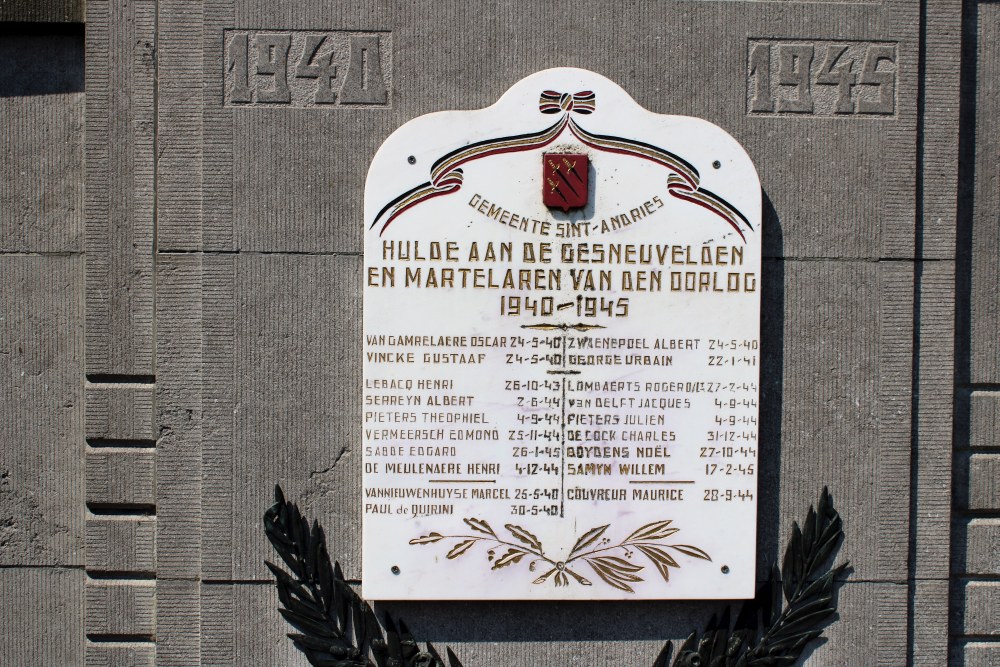 1940
1945
GEMEENTE SINT-ANDRIES
HULDE AAN DE GESNEUVELDEN
EN MARTELAREN VAN DEN OORLOG
1940-1945
VAN GAMPELAERE OSCAR 24-5-40 ZWAENEPOEL ALBERT 24-5-40
VINCKE GUSTAAF 24-5-40 GEORGE URBAIN 22-1-41
LEBACQ HENRI 26-10-43 LOMBAERTS ROGER 27-2-44
SERREYN ALBERT 2-6-44 VAN DELFT JACQUES 4-9-44
PIETERS THEOPHIEL 4-9-44 PIETERS JULIEN 4-9-44
VERMEERSCH EDMOND 25-11-44 DE COCK CHARLES 31-12-44
SABBE EDGARD 26-1-45 BOYDENS NOËL 27-10-44
DE MEULENAERE HENRI 4-12-44 SAMYN WILLEM 17-2-45
VANNIEUWENHUYSE MARCEL 25-5-40 COUVREUR MAURICE 28-9-44
PAUL de QUIRINI 30-5-40